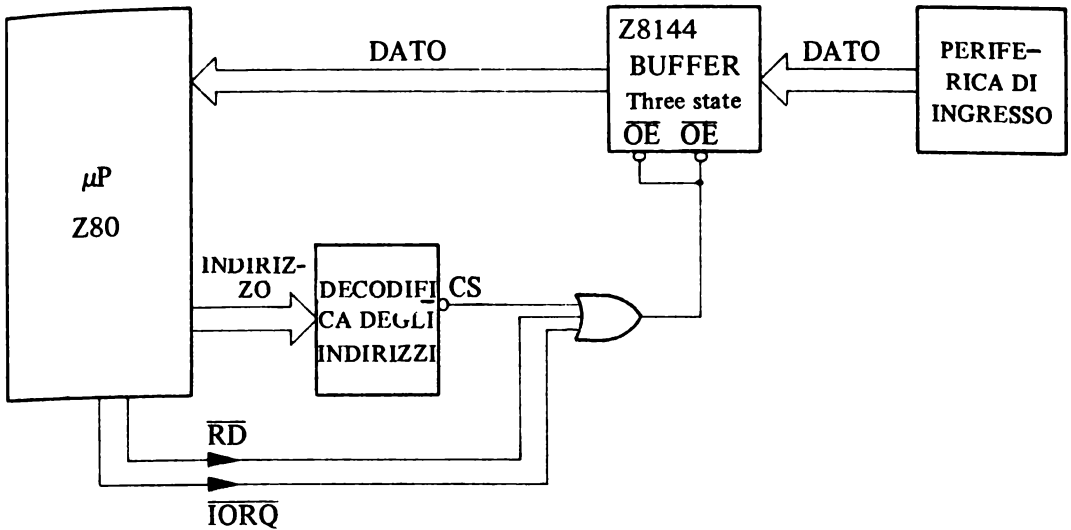 Z8144
BUFFER
Three state
OE OE
DATO
DATO
PERIFE-
RICA DI
INGRESSO
μP
Z80
INDIRIZ-
ZO
DECODIFI
CA DEGLI
INDIRIZZI
CS
RD
IORQ